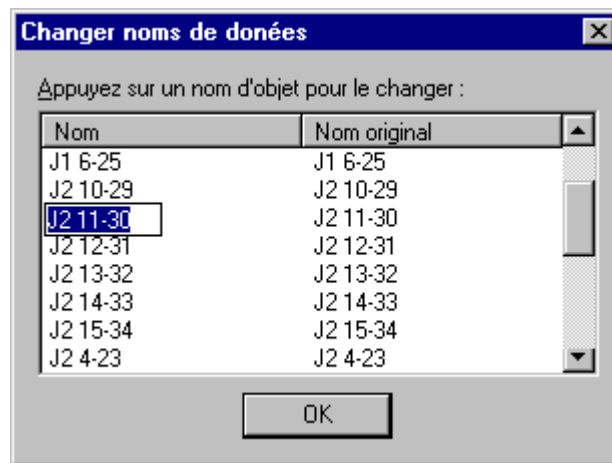 Changer noms de donées
Appuyez sur un nom d'objet pour le changer :
Nom Nom original
J1 6-25 J1 6-25
J2 10-29 J2 10-29
J2 11-30 J2 11-30
J2 12-31 J2 12-31
J2 13-32 J2 13-32
J2 14-33 J2 14-33
J2 15-34 J2 15-34
J2 4-23 J2 4-23
OK